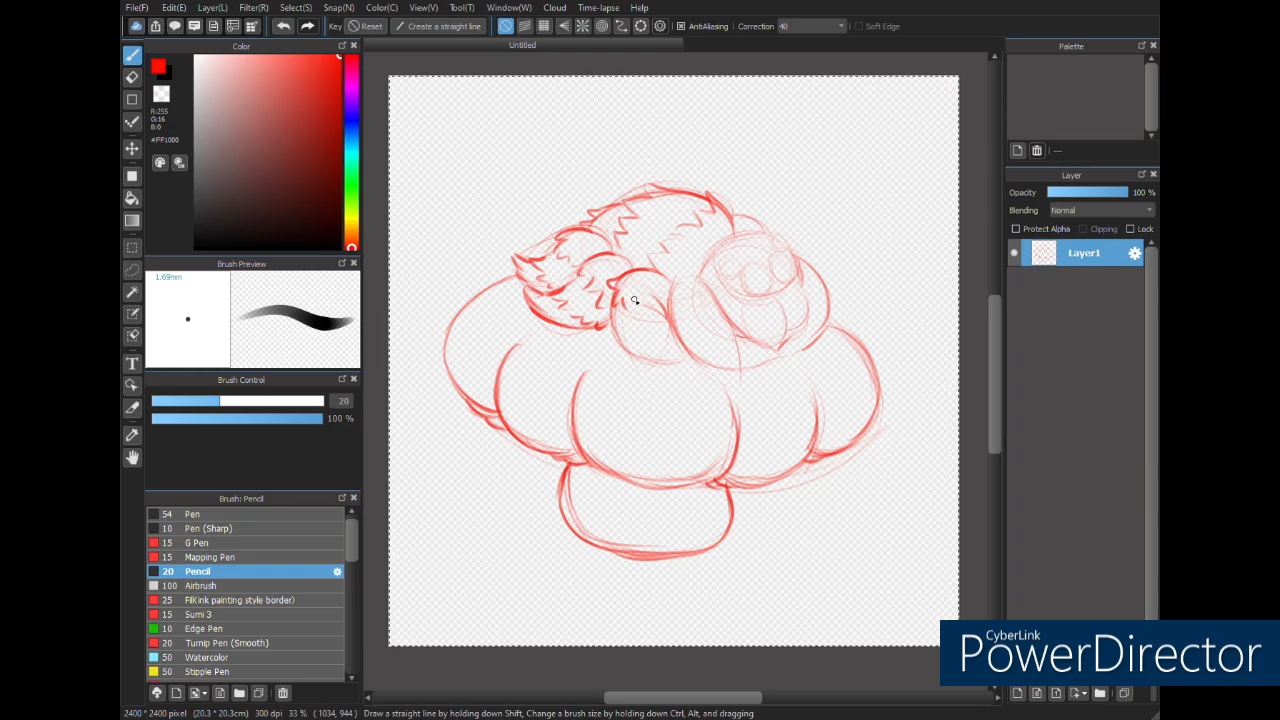 File(F) Edit(E) Layer(L) Filter(R) Select(S) Snap(N) Color(C) View(V) Tool(T) Window(W) Cloud Time-lapse Help
Key Reset Create a straight line AntiAliasing Correction 40 Soft Edge
Color
Untitled
Palette
R:255
G:16
B:0
#FF1000
---
Layer
Opacity 100 %
Blending Normal
Protect Alpha Clipping Lock
Layer1
Brush Preview
1.69mm
Brush Control
20
100 %
Brush: Pencil
54 Pen
10 Pen (Sharp)
15 G Pen
15 Mapping Pen
20 Pencil
100 Airbrush
25 FilKink painting style border)
15 Sumi 3
10 Edge Pen
20 Turnip Pen (Smooth)
50 Watercolor
50 Stipple Pen
CyberLink
PowerDirector
2400 * 2400 pixel (20.3 * 20.3cm) 300 dpi 33 % ( 1034, 944 ) Draw a straight line by holding down Shift, Change a brush size by holding down Ctrl, Alt, and dragging